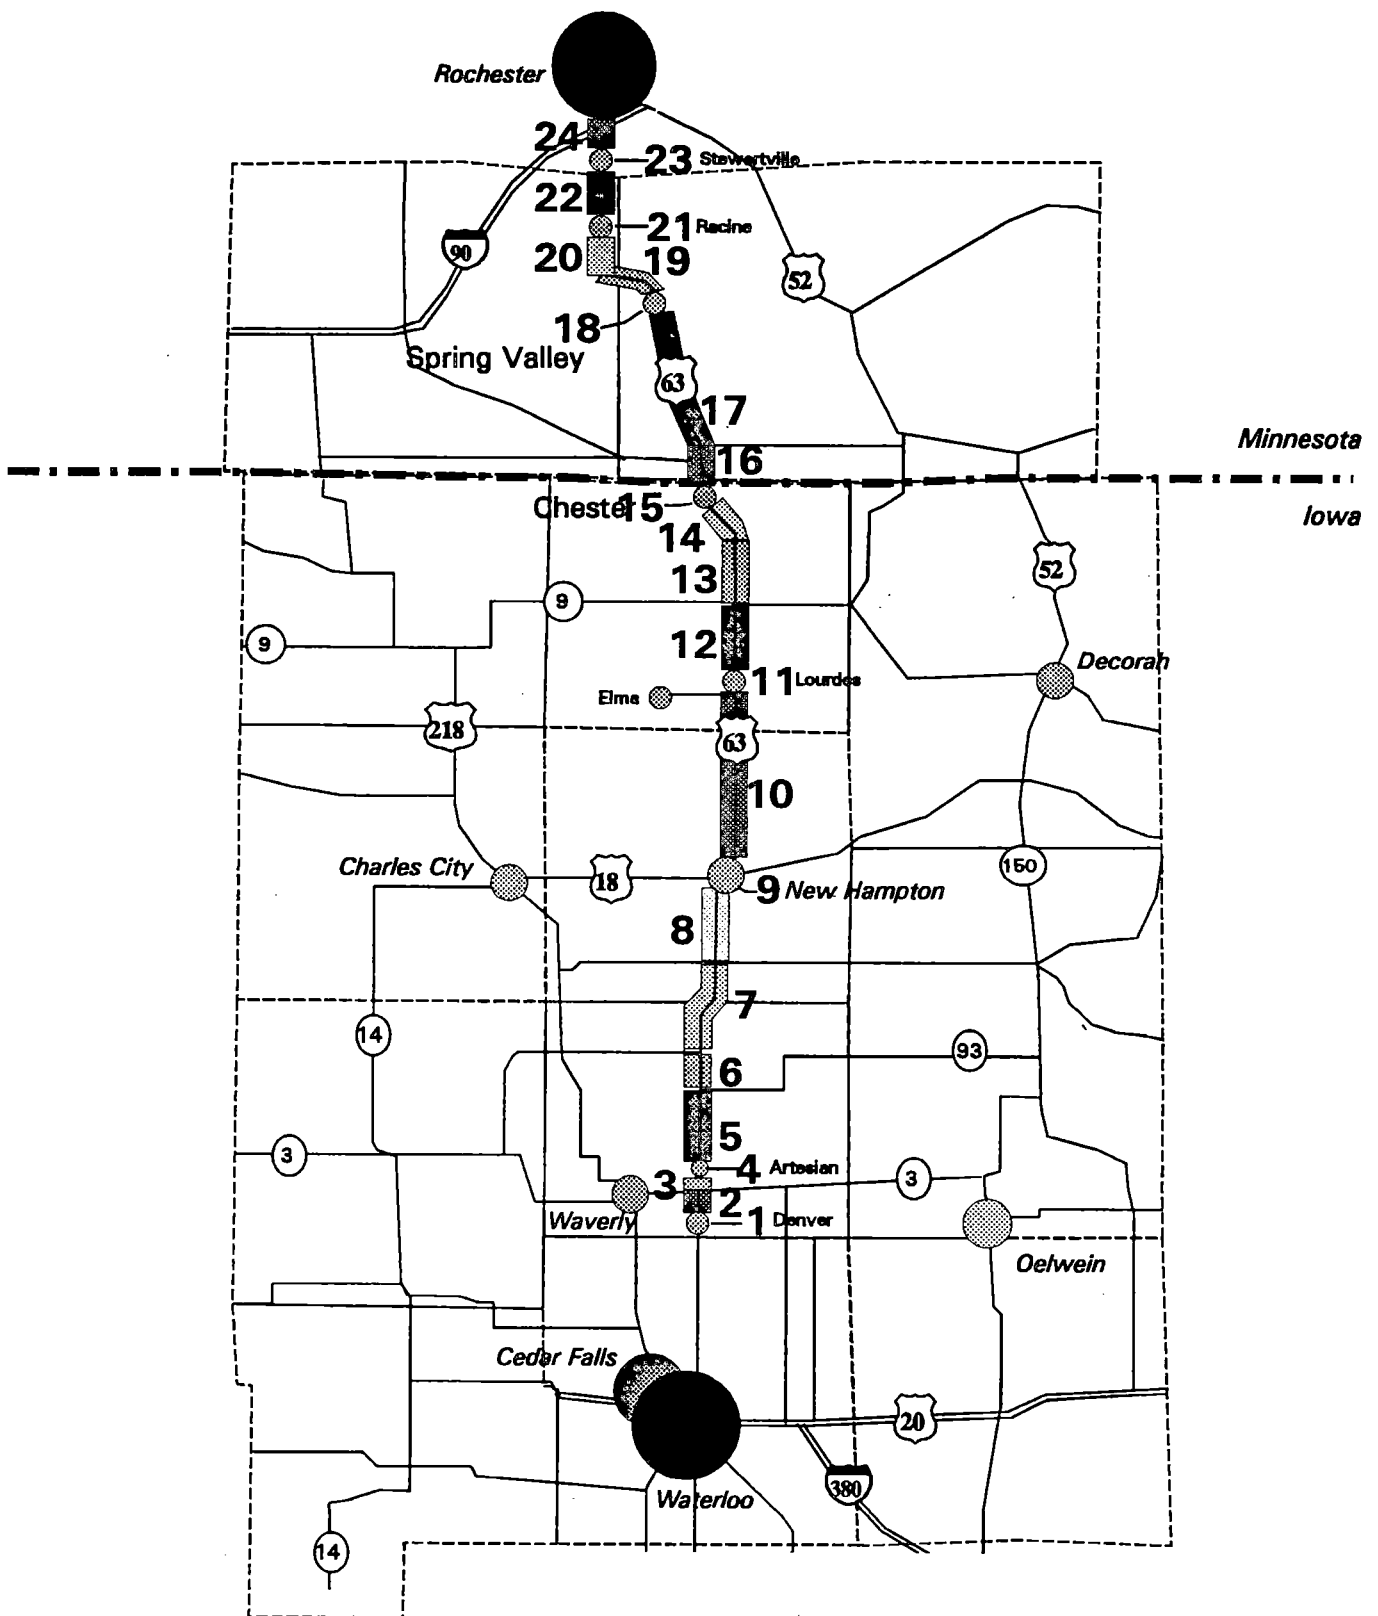 Rochester
24
23 Stewartville
22
21 Racine
90
20
19
52
18
Spring Valley
63
17
Minnesota
16
Chester
15
Iowa
14
52
13
9
9
12
Decorah
11 Lourdes
Elma
218
63
10
Charles City
18
150
9 New Hampton
8
7
14
93
6
5
3
4 Artesian
3
3
2
Waverly
1 Denver
Oelwein
Cedar Falls
20
380
Waterloo
14